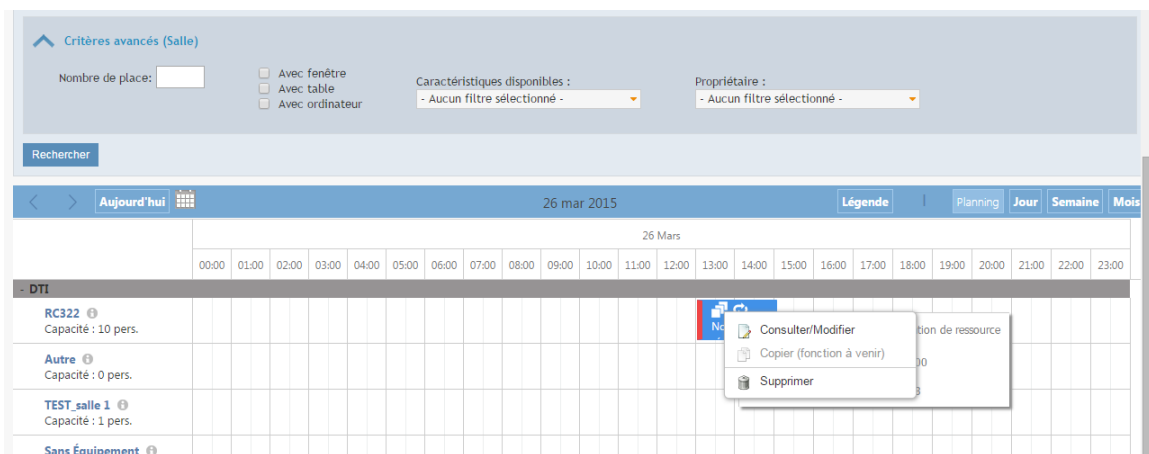 Critères avancés (Salle)
Nombre de place:
Avec fenêtre
Avec table
Avec ordinateur
Caractéristiques disponibles :
- Aucun filtre sélectionné -
Propriétaire :
- Aucun filtre sélectionné -
Rechercher
Aujourd'hui 26 mar 2015 Légende Planning Jour Semaine Mois
26 Mars
00:00 01:00 02:00 03:00 04:00 05:00 06:00 07:00 08:00 09:00 10:00 11:00 12:00 13:00 14:00 15:00 16:00 17:00 18:00 19:00 20:00 21:00 22:00 23:00
- DTI
RC322
Capacité : 10 pers.
No
Consulter/Modifier
tion de ressource
Copier (fonction à venir)
00
Supprimer
3
Autre
Capacité : 0 pers.
TEST_salle 1
Capacité : 1 pers.
Sans Équipement